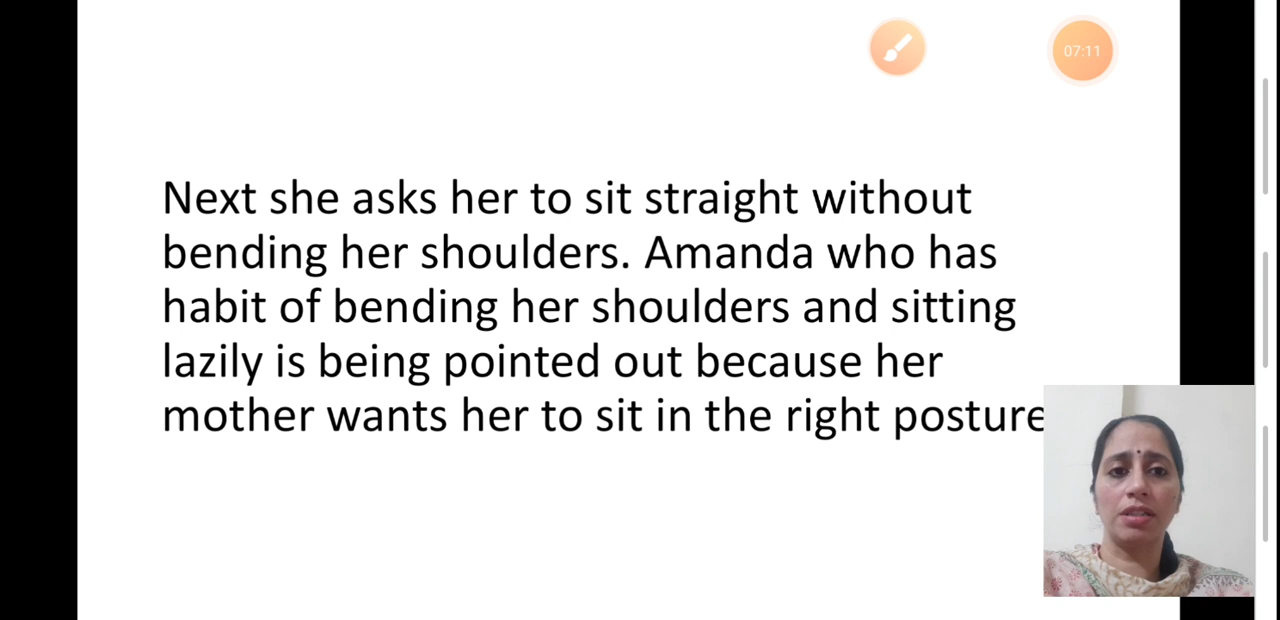 07:11
Next she asks her to sit straight without
bending her shoulders. Amanda who has
habit of bending her shoulders and sitting
lazily is being pointed out because her
mother wants her to sit in the right posture